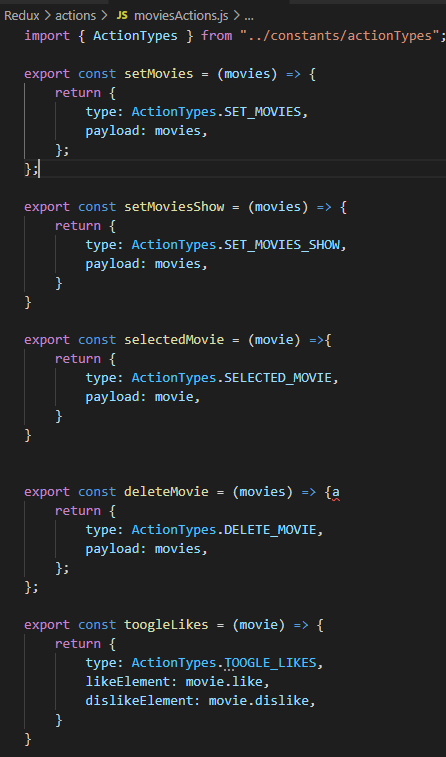 Redux > actions > JS moviesActions.js > ...
import { ActionTypes } from "../constants/actionTypes";
export const setMovies = (movies) => {
    return {
        type: ActionTypes.SET_MOVIES,
        payload: movies,
    };
};
export const setMoviesShow = (movies) => {
    return {
        type: ActionTypes.SET_MOVIES_SHOW,
        payload: movies,
    }
}
export const selectedMovie = (movie) =>{
    return {
        type: ActionTypes.SELECTED_MOVIE,
        payload: movie,
    }
}
export const deleteMovie = (movies) => {a
    return {
        type: ActionTypes.DELETE_MOVIE,
        payload: movies,
    };
};
export const toogleLikes = (movie) => {
    return {
        type: ActionTypes.TOOGLE_LIKES,
        likeElement: movie.like,
        dislikeElement: movie.dislike,
    }
}